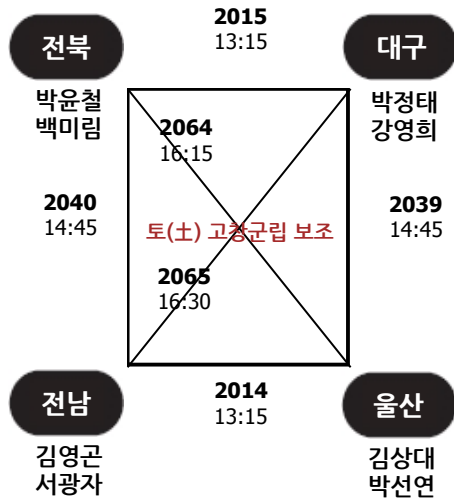 2015
13:15
전북
대구
박윤철
백미림
박정태
강영희
2064
16:15
2040
14:45
2039
14:45
토(土) 고창군립 보조
2065
16:30
전남
울산
2014
13:15
김영곤
서광자
김상대
박선연